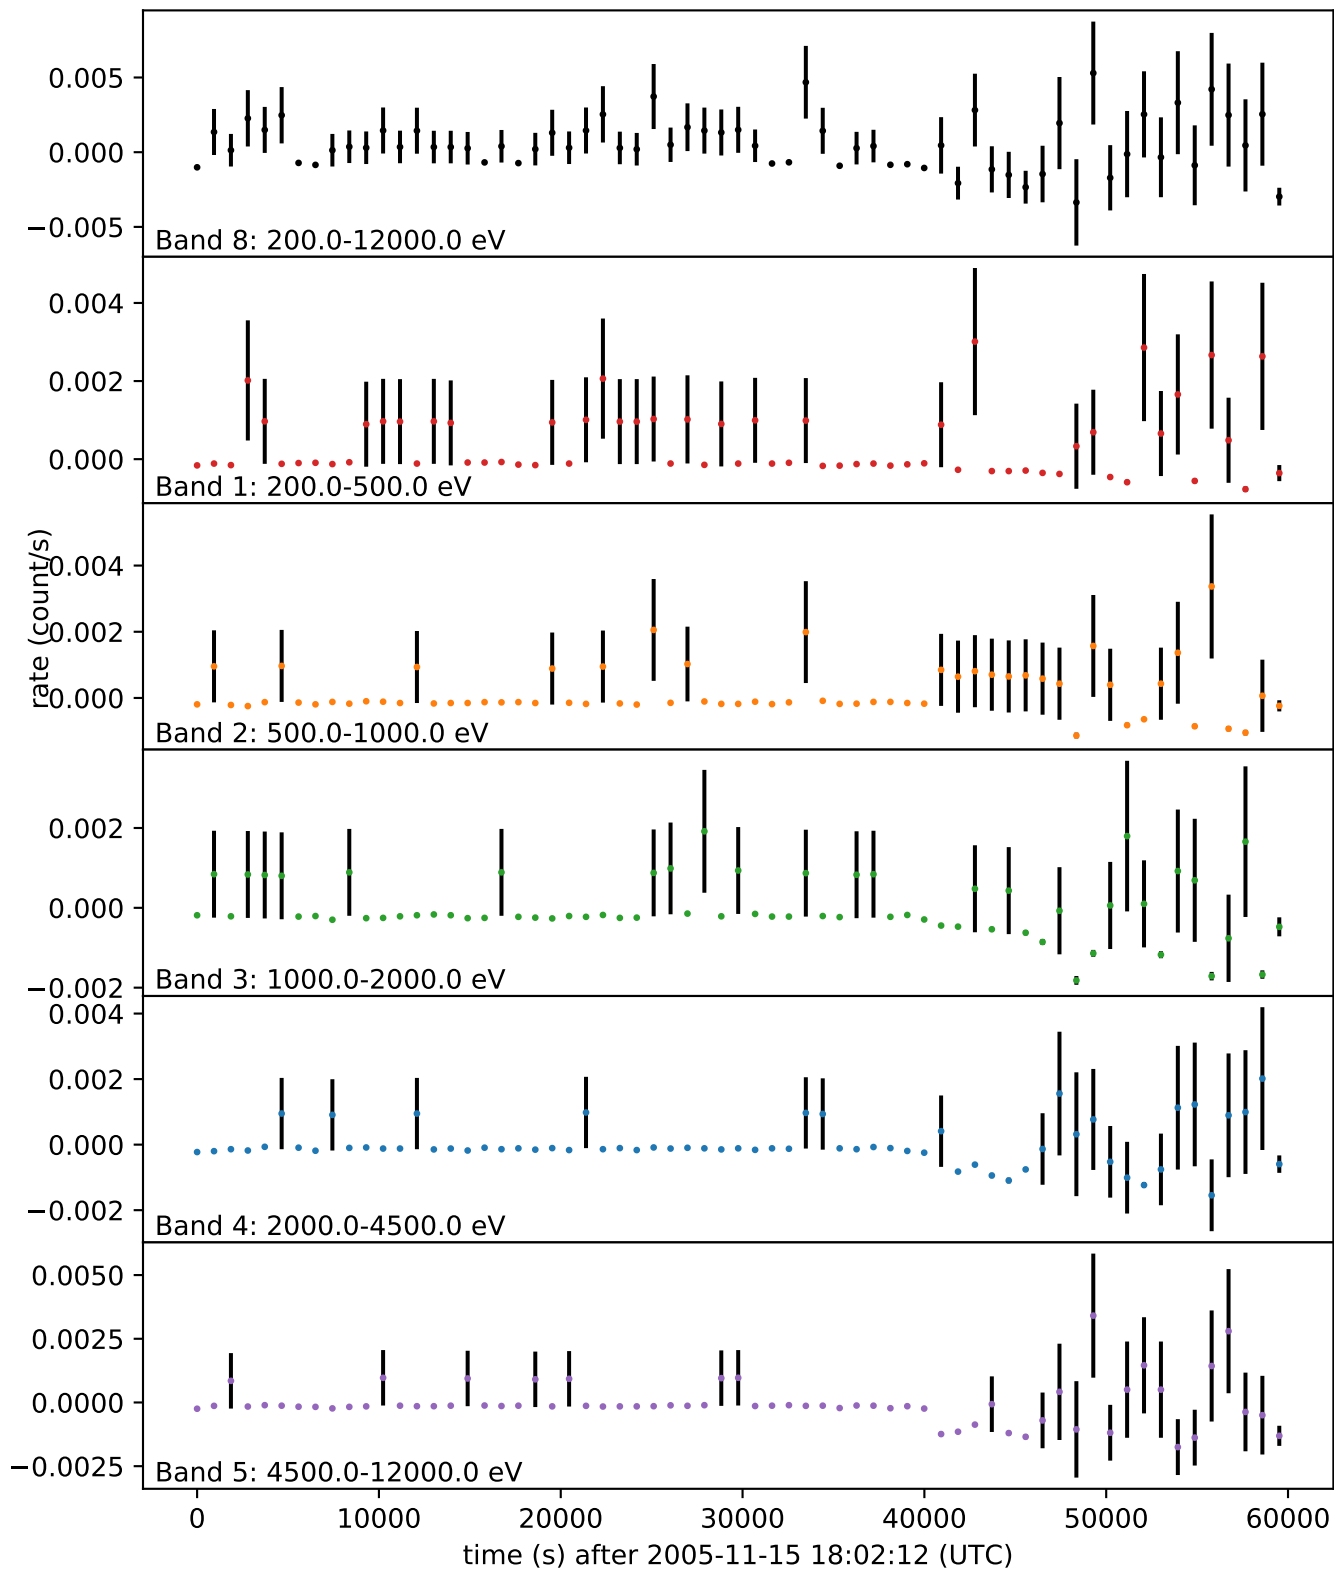 0.005
0.000
−0.005
Band 8: 200.0-12000.0 eV
0.004
0.002
0.000
Band 1: 200.0-500.0 eV
rate (count/s)
0.004
0.002
0.000
Band 2: 500.0-1000.0 eV
0.002
0.000
−0.002
Band 3: 1000.0-2000.0 eV
0.004
0.002
0.000
−0.002
Band 4: 2000.0-4500.0 eV
0.0050
0.0025
0.0000
−0.0025
Band 5: 4500.0-12000.0 eV
0 10000 20000 30000 40000 50000 60000
time (s) after 2005-11-15 18:02:12 (UTC)